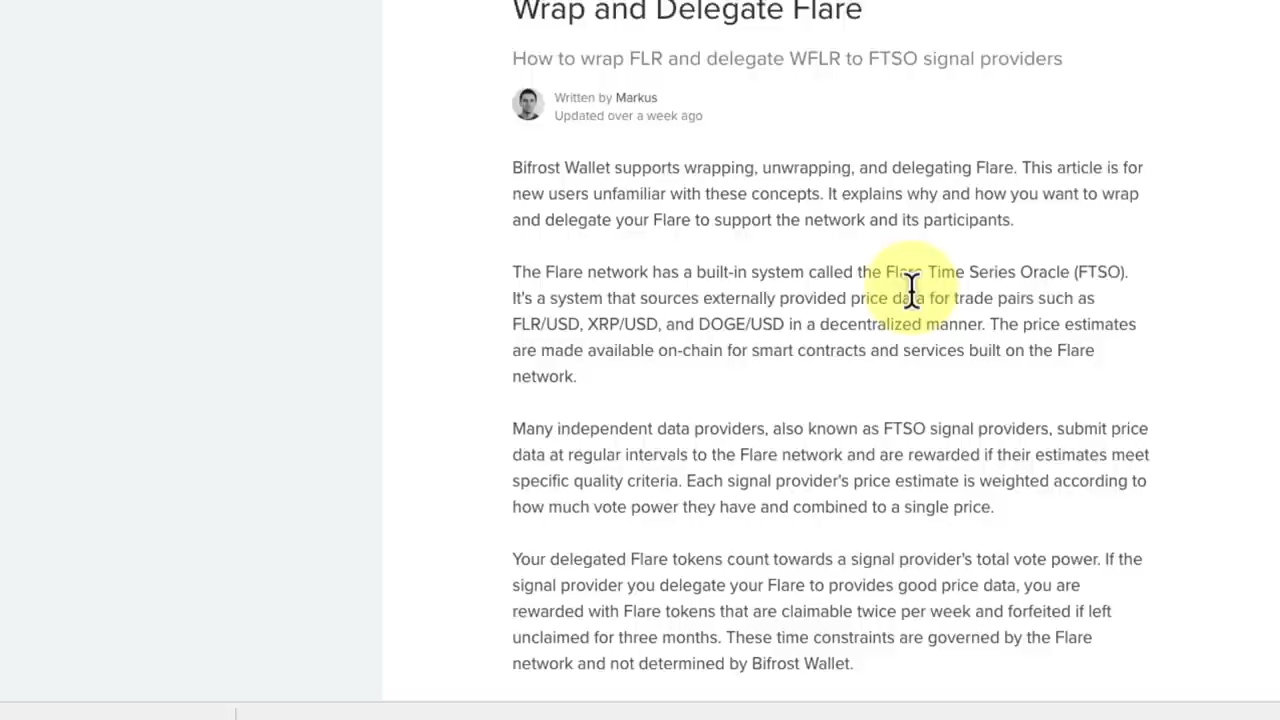 Wrap and Delegate Flare
How to wrap FLR and delegate WFLR to FTSO signal providers
Written by Markus
Updated over a week ago
Bifrost Wallet supports wrapping, unwrapping, and delegating Flare. This article is for
new users unfamiliar with these concepts. It explains why and how you want to wrap
and delegate your Flare to support the network and its participants.
The Flare network has a built-in system called the Flare Time Series Oracle (FTSO).
It's a system that sources externally provided price data for trade pairs such as
FLR/USD, XRP/USD, and DOGE/USD in a decentralized manner. The price estimates
are made available on-chain for smart contracts and services built on the Flare
network.
Many independent data providers, also known as FTSO signal providers, submit price
data at regular intervals to the Flare network and are rewarded if their estimates meet
specific quality criteria. Each signal provider's price estimate is weighted according to
how much vote power they have and combined to a single price.
Your delegated Flare tokens count towards a signal provider's total vote power. If the
signal provider you delegate your Flare to provides good price data, you are
rewarded with Flare tokens that are claimable twice per week and forfeited if left
unclaimed for three months. These time constraints are governed by the Flare
network and not determined by Bifrost Wallet.